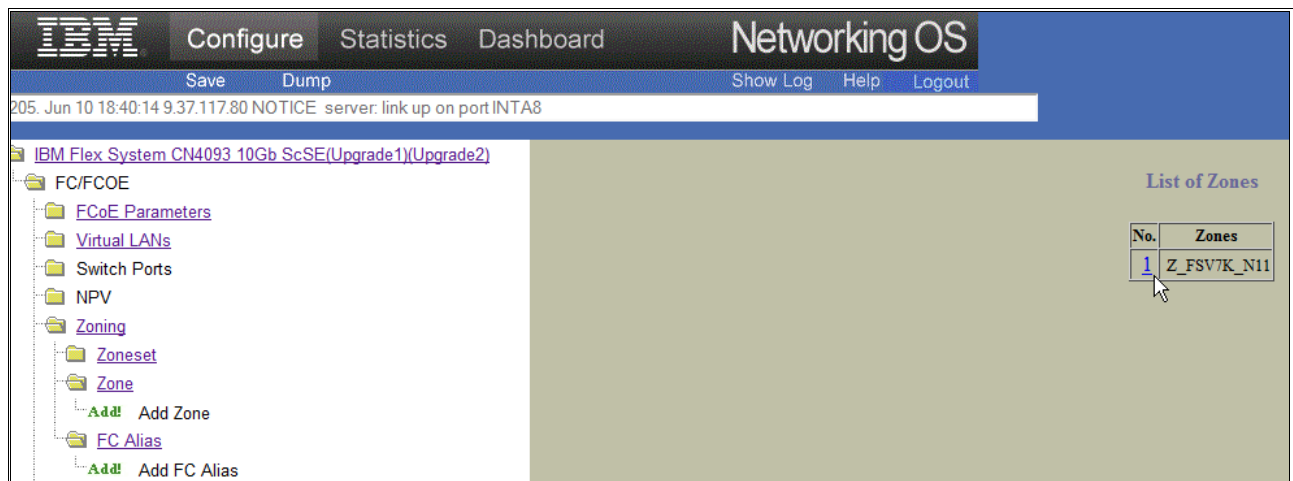 IBM. Configure Statistics Dashboard Networking OS
Save Dump Show Log Help Logout
205. Jun 10 18:40:14 9.37.117.80 NOTICE server: link up on port INTA8
IBM Flex System CN4093 10Gb ScSE(Upgrade1)(Upgrade2)
FC/FCOE
FCoE Parameters
Virtual LANs
Switch Ports
NPV
Zoning
Zoneset
Zone
Add! Add Zone
FC Alias
Add! Add FC Alias
List of Zones
No. Zones
1 Z_FSV7K_N11